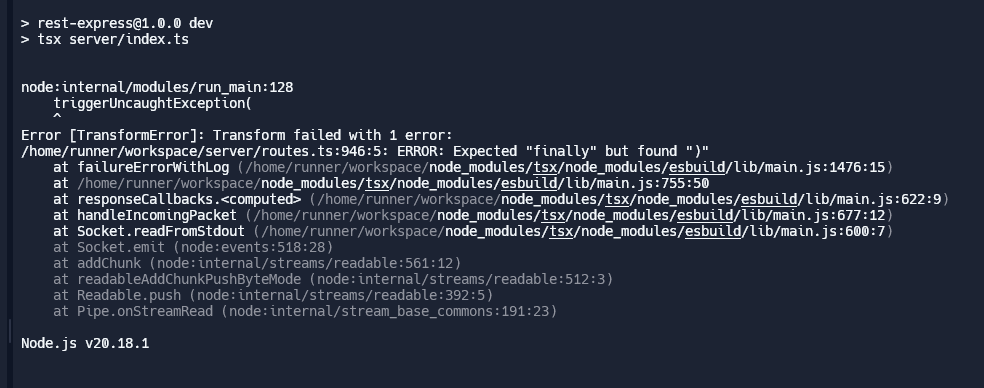 > rest-express@1.0.0 dev
> tsx server/index.ts
node:internal/modules/run_main:128
    triggerUncaughtException(
    ^
Error [TransformError]: Transform failed with 1 error:
/home/runner/workspace/server/routes.ts:946:5: ERROR: Expected "finally" but found ")"
    at failureErrorWithLog (/home/runner/workspace/node_modules/tsx/node_modules/esbuild/lib/main.js:1476:15)
    at /home/runner/workspace/node_modules/tsx/node_modules/esbuild/lib/main.js:755:50
    at responseCallbacks.<computed> (/home/runner/workspace/node_modules/tsx/node_modules/esbuild/lib/main.js:622:9)
    at handleIncomingPacket (/home/runner/workspace/node_modules/tsx/node_modules/esbuild/lib/main.js:677:12)
    at Socket.readFromStdout (/home/runner/workspace/node_modules/tsx/node_modules/esbuild/lib/main.js:600:7)
    at Socket.emit (node:events:518:28)
    at addChunk (node:internal/streams/readable:561:12)
    at readableAddChunkPushByteMode (node:internal/streams/readable:512:3)
    at Readable.push (node:internal/streams/readable:392:5)
    at Pipe.onStreamRead (node:internal/stream_base_commons:191:23)
Node.js v20.18.1